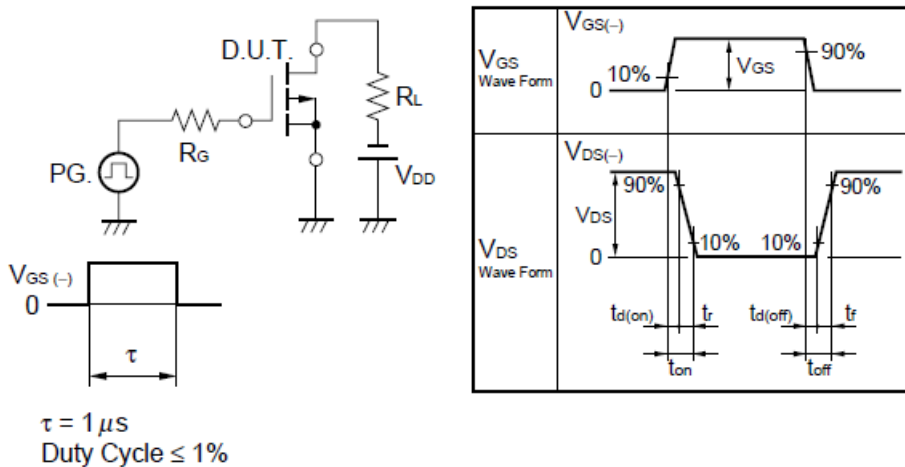 D.U.T.
RL
RG
PG.
VDD
VGS (−)
0
τ
τ = 1 μs
Duty Cycle ≤ 1%
VGS
Wave Form
VGS(−)
10%
VGS
90%
0
VDS
Wave Form
VDS(−)
90%
90%
VDS
10%
10%
0
td(on)
tr
td(off)
tf
ton
toff